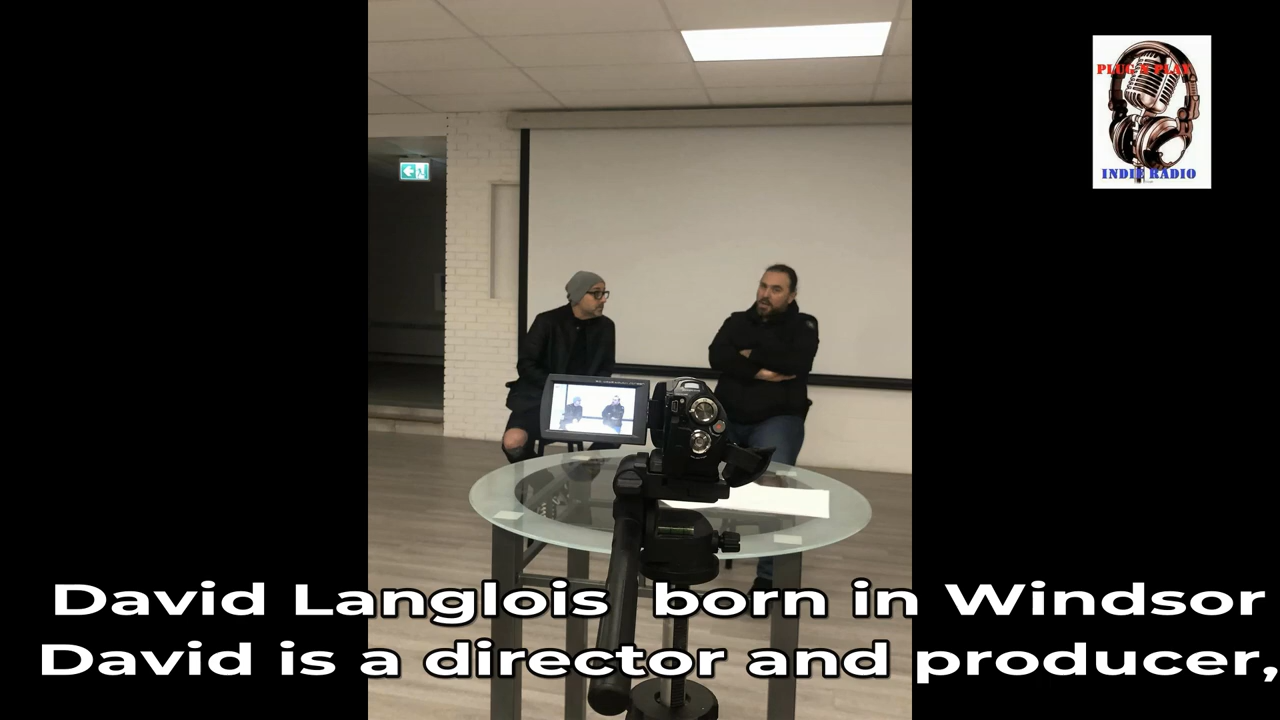 PLUG N PLAY
INDIE RADIO
David Langlois born in Windsor
David is a director and producer,